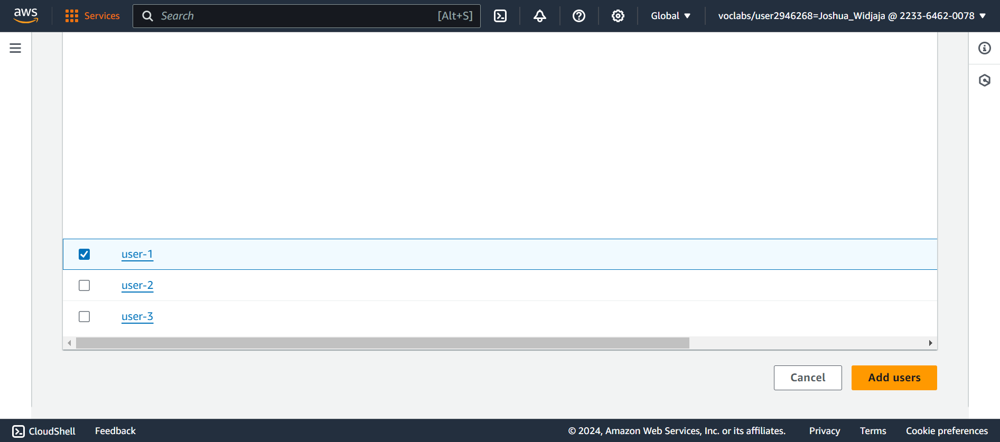 aws Services Search [Alt+S] Global voclabs/user2946268=Joshua_Widjaja @ 2233-6462-0078
user-1
user-2
user-3
Cancel Add users
CloudShell Feedback © 2024, Amazon Web Services, Inc. or its affiliates. Privacy Terms Cookie preferences